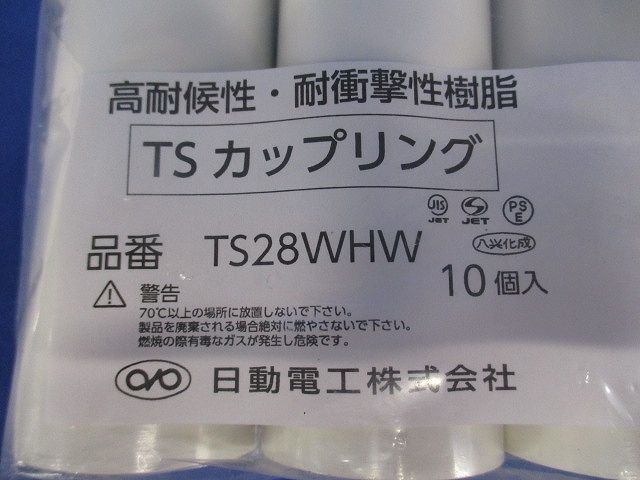 高耐候性・耐衝撃性樹脂
TS カップリング
JIS JET S JET PS E
品番 TS28WHW
八興化成
10個入
警告
70℃以上の場所に放置しないで下さい。
製品を廃棄される場合絶対に燃やさないで下さい。
燃焼の際有毒なガスが発生し危険です。
日動電工株式会社